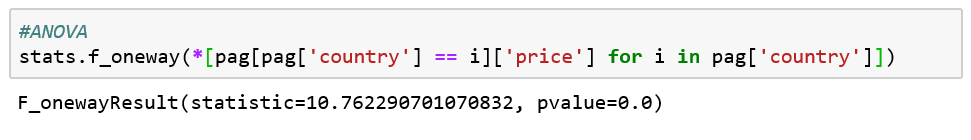 #ANOVA
stats.f_oneway(*[pag[pag['country'] == i]['price'] for i in pag['country']])
F_onewayResult(statistic=10.762290701070832, pvalue=0.0)